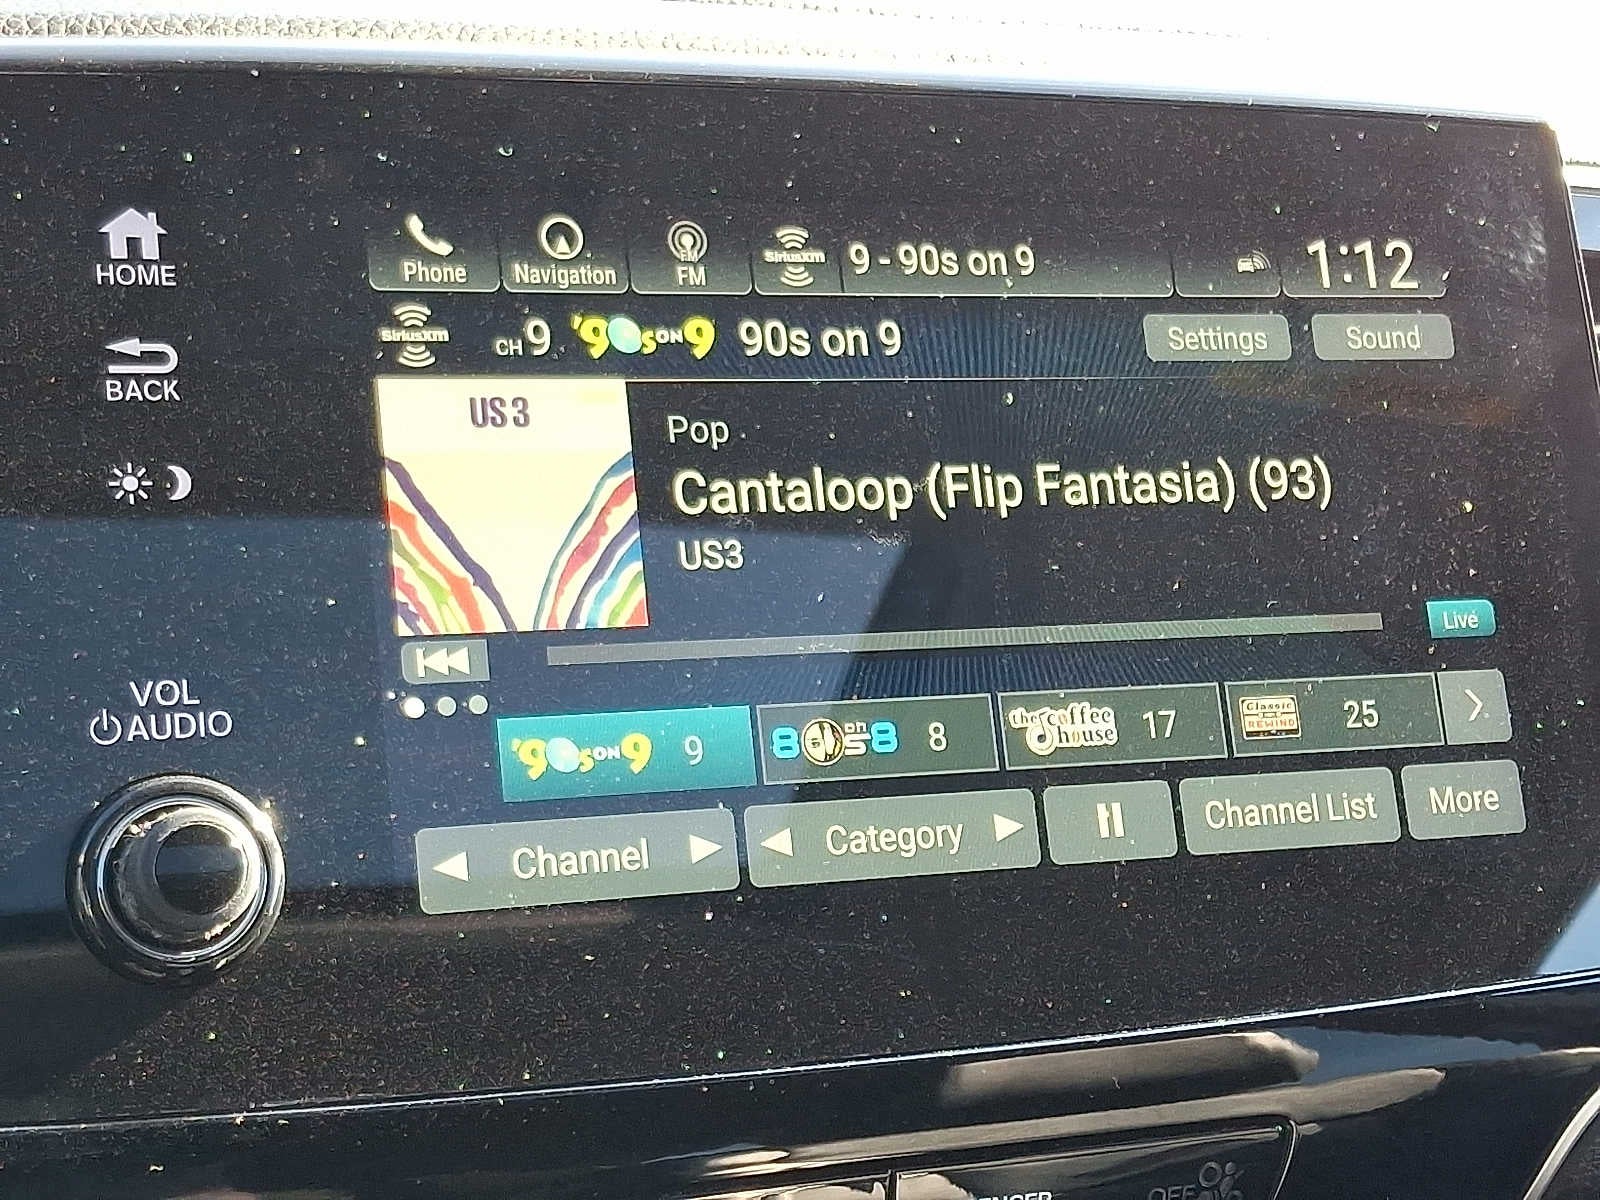 HOME
BACK
VOL
AUDIO
Phone
Navigation
FM
FM
SiriusXM
9 - 90s on 9
1:12
SiriusXM
CH 9
'90s ON 9
90s on 9
Settings
Sound
US3
Pop
Cantaloop (Flip Fantasia) (93)
US3
Live
'90s ON 9 9
80s on 8 8
the coffee house 17
Classic REWIND 25
Channel
Category
Channel List
More
OFF